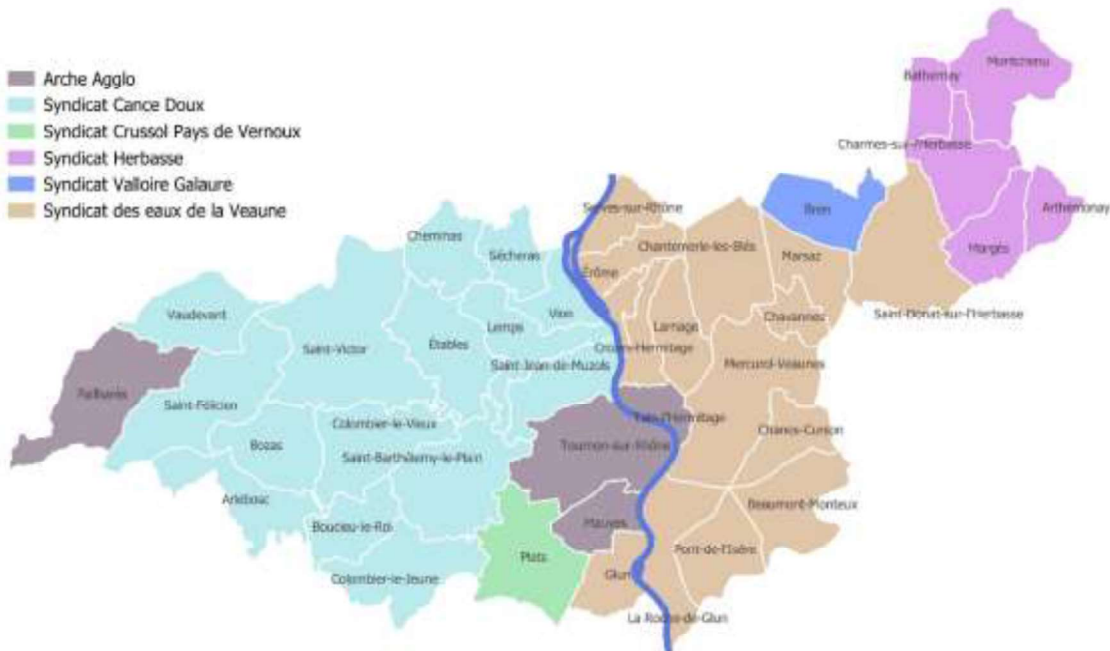 Arche Agglo
Syndicat Cance Doux
Syndicat Crussol Pays de Vernoux
Syndicat Herbasse
Syndicat Valloire Galaure
Syndicat des eaux de la Veaune
Montchenu
Bathernay
Charmes-sur-l'Herbasse
Arthemonay
Margès
Bren
Serves-sur-Rhône
Chantemerle-les-Blés
Marsaz
Cheminas
Sécheras
Érôme
Saint-Donat-sur-l'Herbasse
Chavannes
Vaudevant
Vion
Lemps
Larnage
Saint-Victor
Étables
Crozes-Hermitage
Saint-Jean-de-Muzols
Mercurol-Veaunes
Pailharès
Saint-Félicien
Tain-l'Hermitage
Colombier-le-Vieux
Chanos-Curson
Bozas
Tournon-sur-Rhône
Saint-Barthélemy-le-Plain
Arlebosc
Beaumont-Monteux
Boucieu-le-Roi
Mauves
Pont-de-l'Isère
Plats
Colombier-le-Jeune
Glun
La Roche-de-Glun